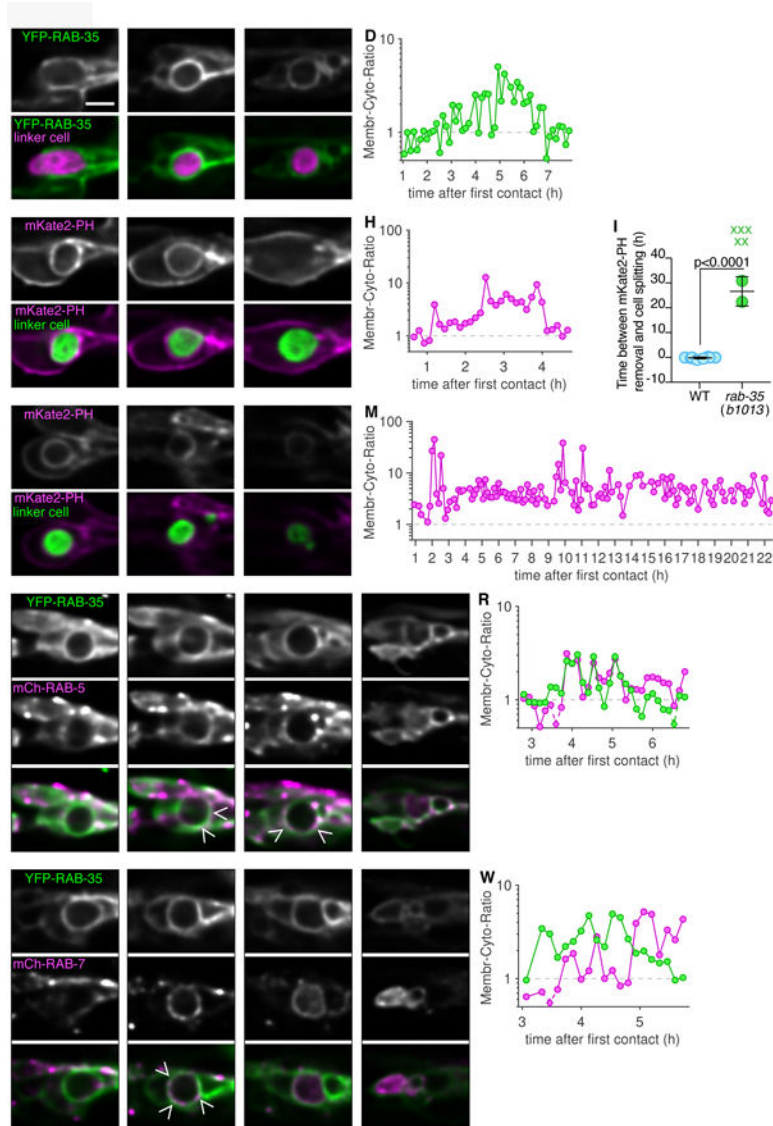 YFP-RAB-35
YFP-RAB-35
linker cell
D
Membr-Cyto-Ratio
10
1
1 2 3 4 5 6 7
time after first contact (h)
mKate2-PH
mKate2-PH
linker cell
H
Membr-Cyto-Ratio
100
10
1
1 2 3 4
time after first contact (h)
I
xxx
xx
p<0.0001
Time between mKate2-PH
removal and cell splitting (h)
40
30
20
10
0
-10
WT rab-35
(b1013)
mKate2-PH
mKate2-PH
linker cell
M
Membr-Cyto-Ratio
100
10
1
1 2 3 4 5 6 7 8 9 10 11 12 13 14 15 16 17 18 19 20 21 22
time after first contact (h)
YFP-RAB-35
mCh-RAB-5
R
Membr-Cyto-Ratio
10
1
3 4 5 6
time after first contact (h)
YFP-RAB-35
mCh-RAB-7
W
Membr-Cyto-Ratio
10
1
3 4 5
time after first contact (h)